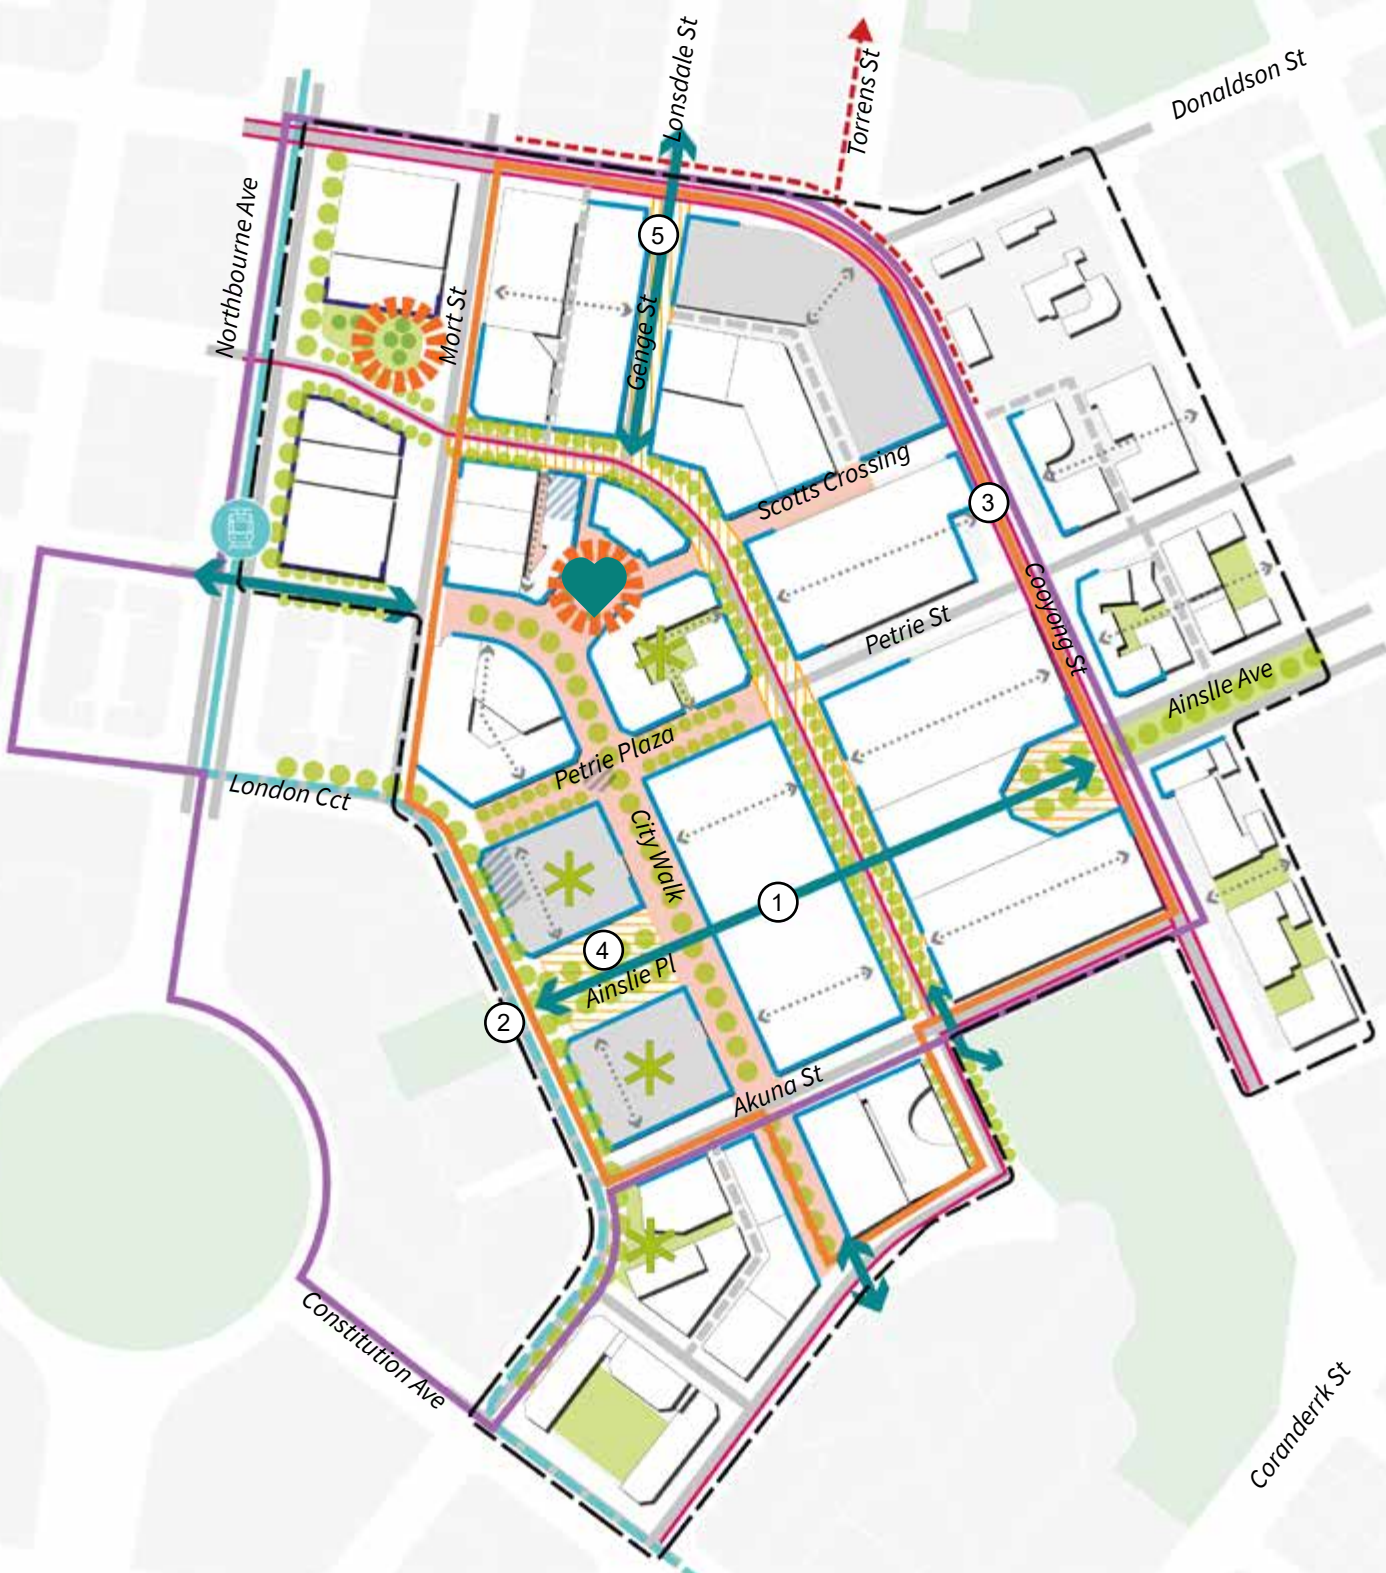 Lonsdale St
Torrens St
Donaldson St
Northbourne Ave
5
Mort St
Genge St
Scotts Crossing
3
Cooyong St
Petrie St
Ainslle Ave
Petrie Plaza
London Cct
City Walk
1
4
Ainslie Pl
2
Akuna St
Constitution Ave
Coranderrk St